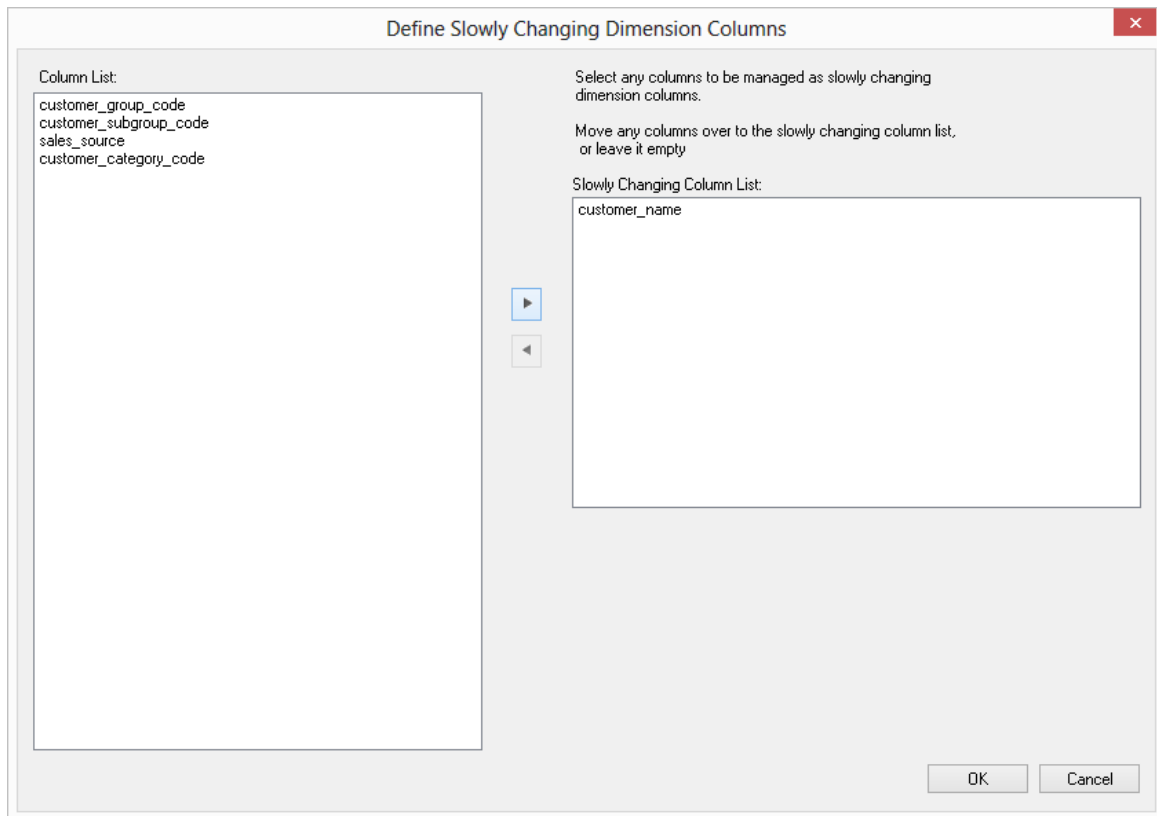 Define Slowly Changing Dimension Columns
Column List:
customer_group_code
customer_subgroup_code
sales_source
customer_category_code
Select any columns to be managed as slowly changing
dimension columns.
Move any columns over to the slowly changing column list,
or leave it empty
Slowly Changing Column List:
customer_name
OK
Cancel